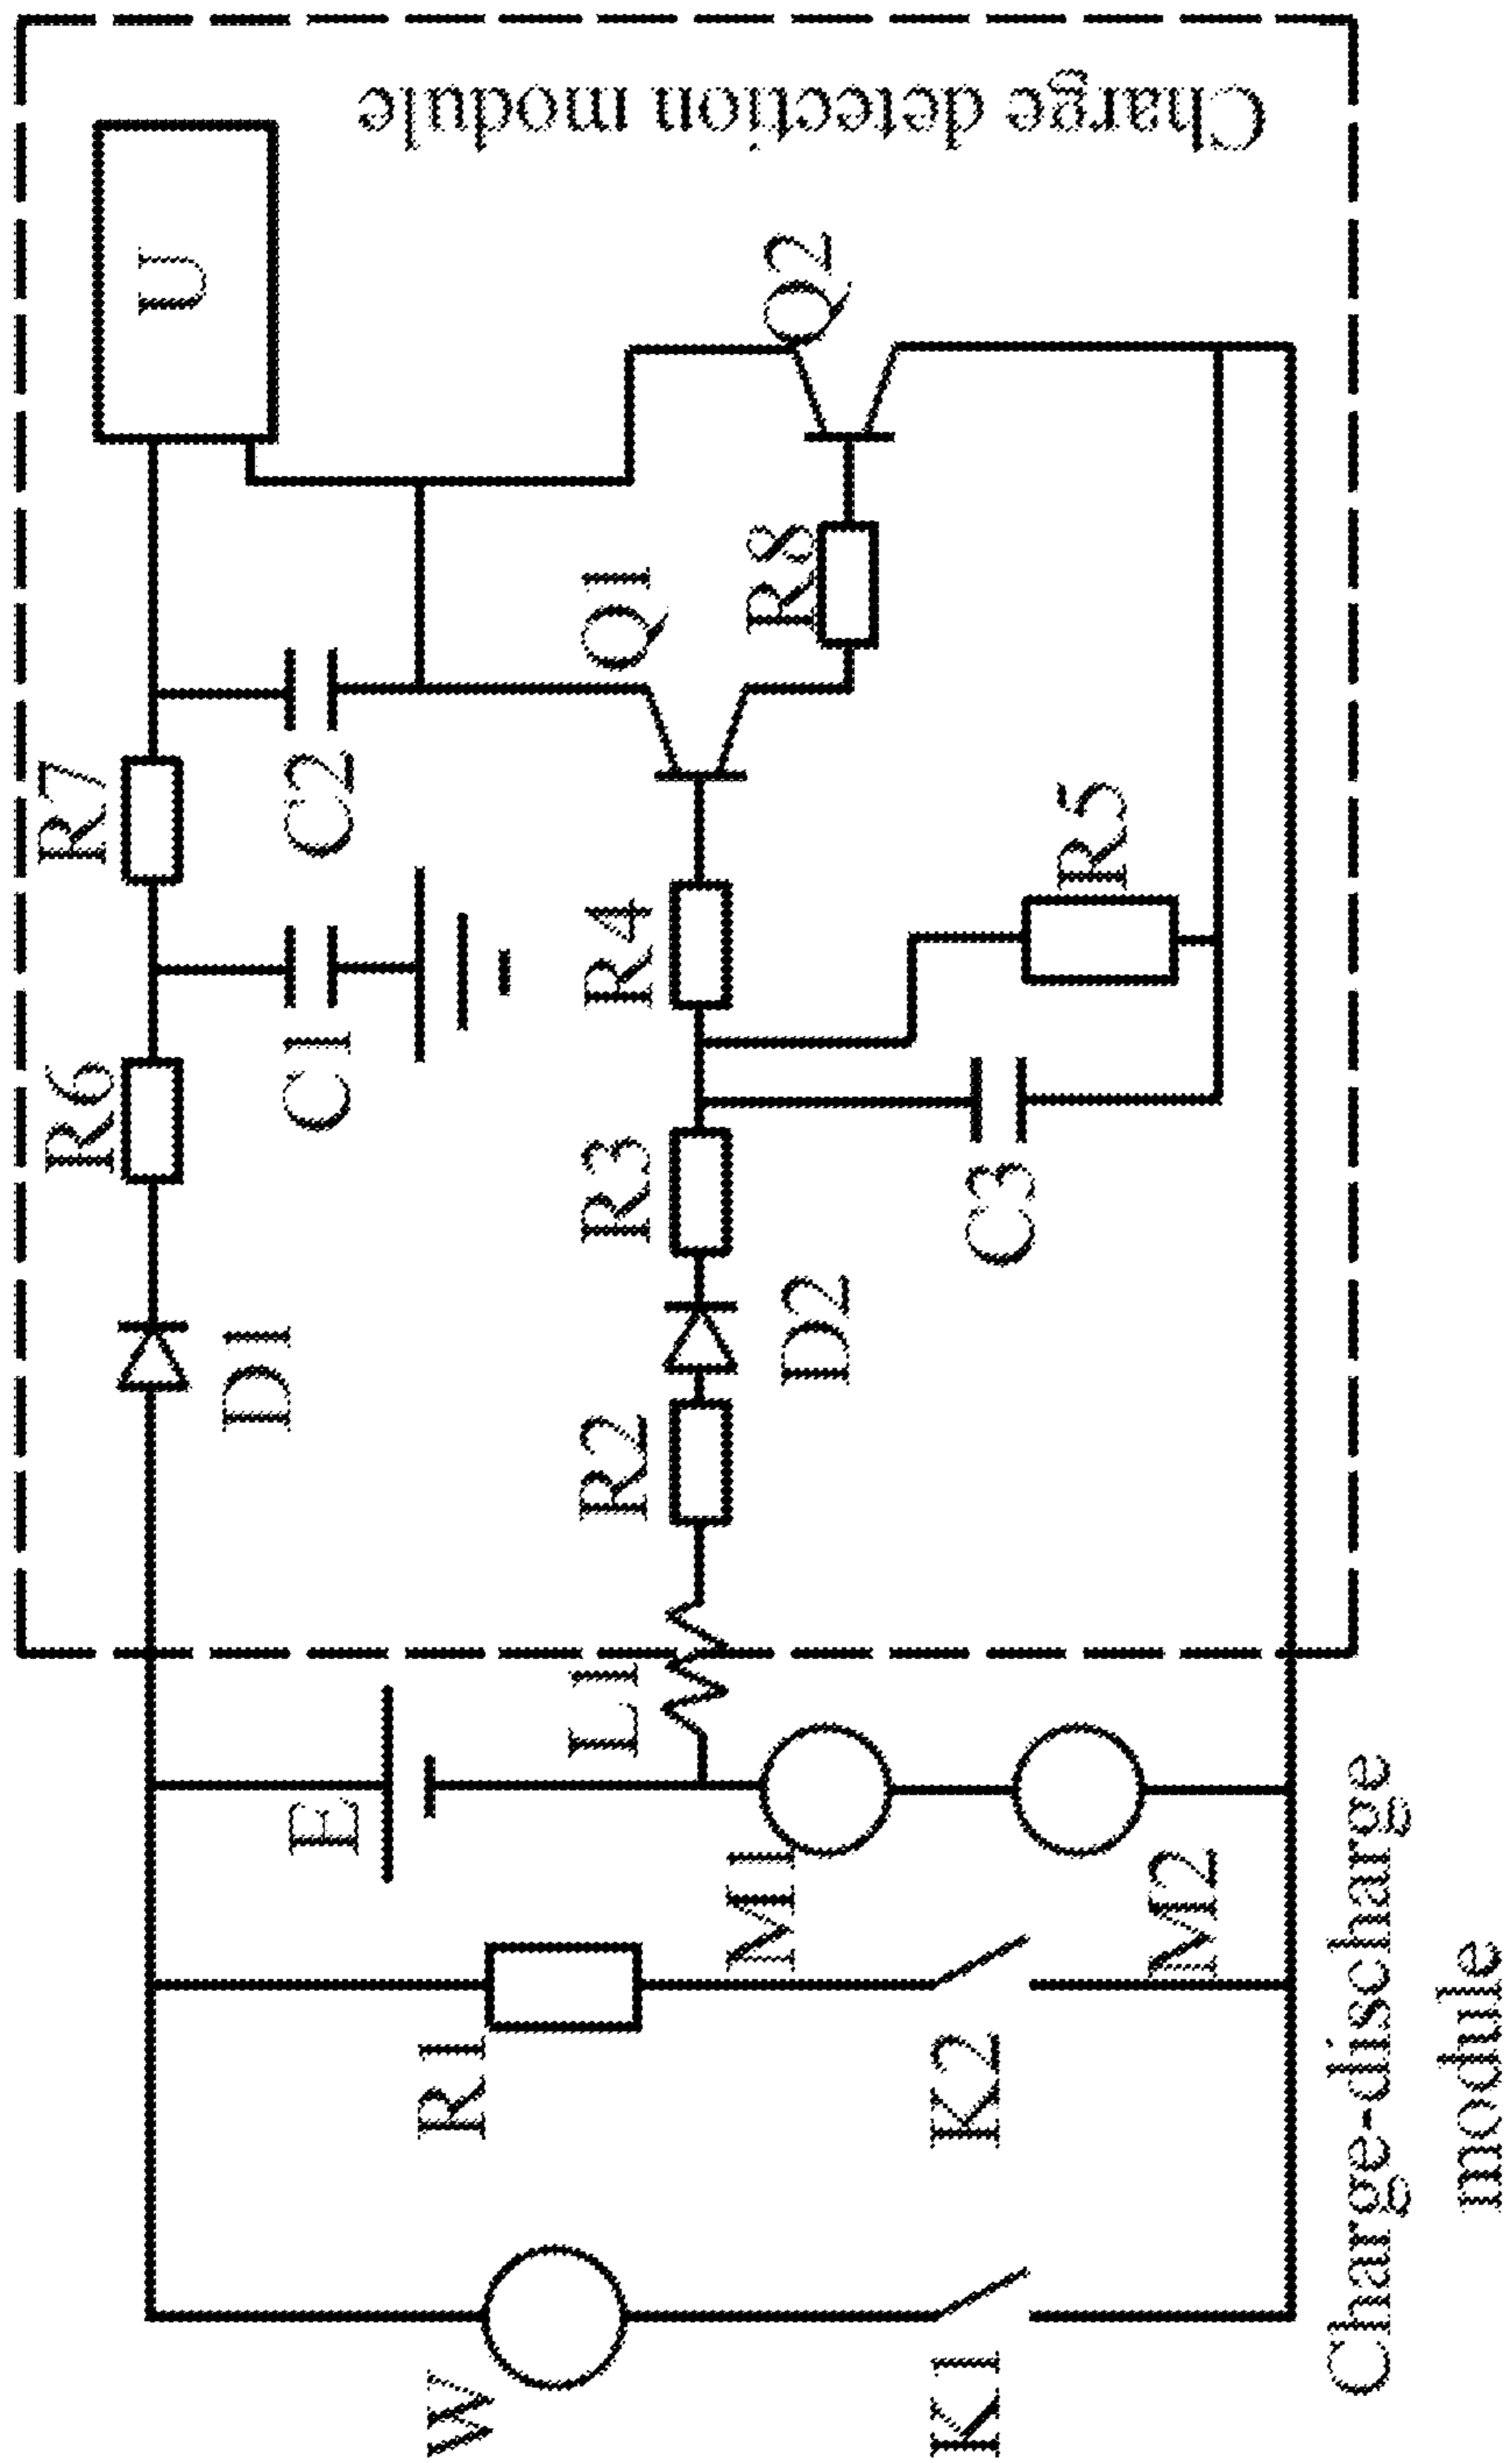 Charge detection module
U
R7
R6
C2
C1
D1
Q2
Q1
R8
R4
R3
R2
D2
R5
C3
L1
E
M1
M2
R1
K2
W
K1
Charge-discharge
module